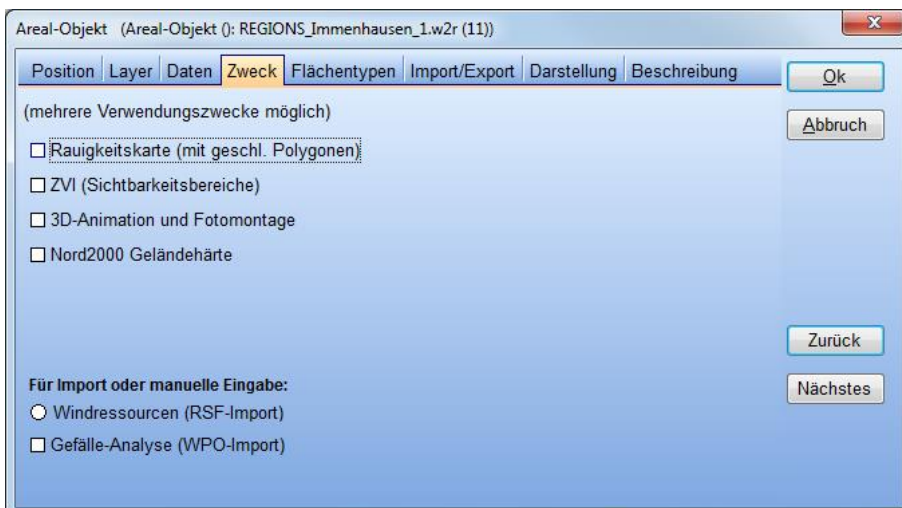 Areal-Objekt (Areal-Objekt (): REGIONS_Immenhausen_1.w2r (11))
Position Layer Daten Zweck Flächentypen Import/Export Darstellung Beschreibung
Ok
(mehrere Verwendungszwecke möglich)
Abbruch
Rauigkeitskarte (mit geschl. Polygonen)
ZVI (Sichtbarkeitsbereiche)
3D-Animation und Fotomontage
Nord2000 Geländehärte
Zurück
Für Import oder manuelle Eingabe:
Nächstes
Windressourcen (RSF-Import)
Gefälle-Analyse (WPO-Import)